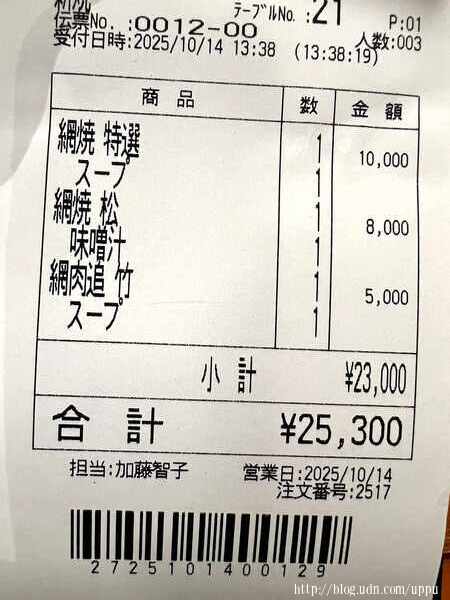 新規 テーブルNo. :21 P:01
伝票No. :0012-00 人数:003
受付日時:2025/10/14 13:38 (13:38:19)
商品 数 金額
網焼 特選 1 10,000
スープ 1
網焼 松 1 8,000
味噌汁 1
網肉追 竹 1 5,000
スープ 1
小計 ¥23,000
合計 ¥25,300
担当:加藤智子 営業日:2025/10/14
注文番号:2517
2725101400129
http://blog.udn.com/uppu